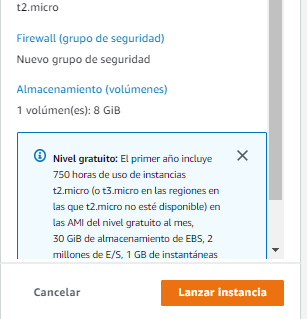 t2.micro
Firewall (grupo de seguridad)
Nuevo grupo de seguridad
Almacenamiento (volúmenes)
1 volúmen(es): 8 GiB
Nivel gratuito: El primer año incluye
750 horas de uso de instancias
t2.micro (o t3.micro en las regiones en
las que t2.micro no esté disponible) en
las AMI del nivel gratuito al mes,
30 GiB de almacenamiento de EBS, 2
millones de E/S, 1 GB de instantáneas
Cancelar
Lanzar instancia